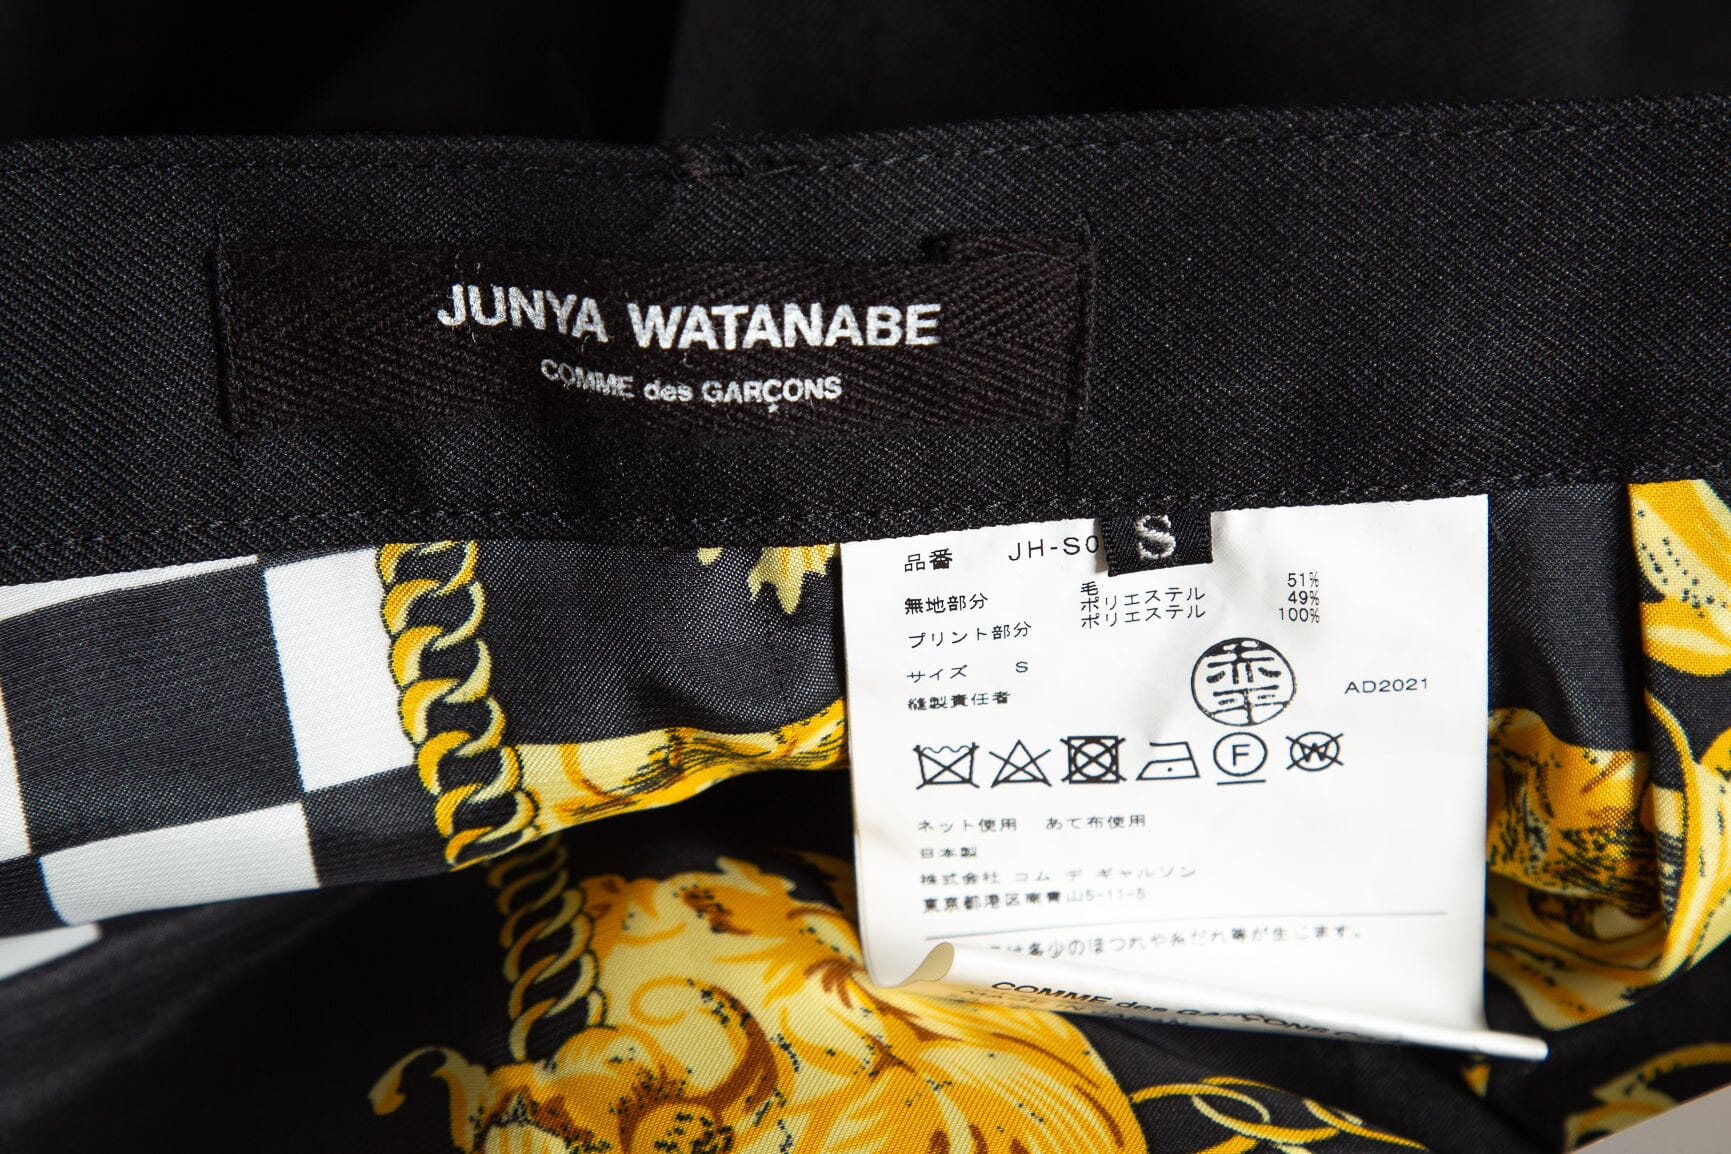 JUNYA WATANABE
COMME des GARÇONS
S
品番 JH-S0
無地部分 毛 51%
ポリエステル 49%
プリント部分 ポリエステル 100%
サイズ S
縫製責任者 赤平 AD2021
F W
ネット使用 あて布使用
日本製
株式会社 コム デ ギャルソン
東京都港区南青山5-11-5
は多少のほつれや糸だれ等が生じます。
COMME des GARÇONS